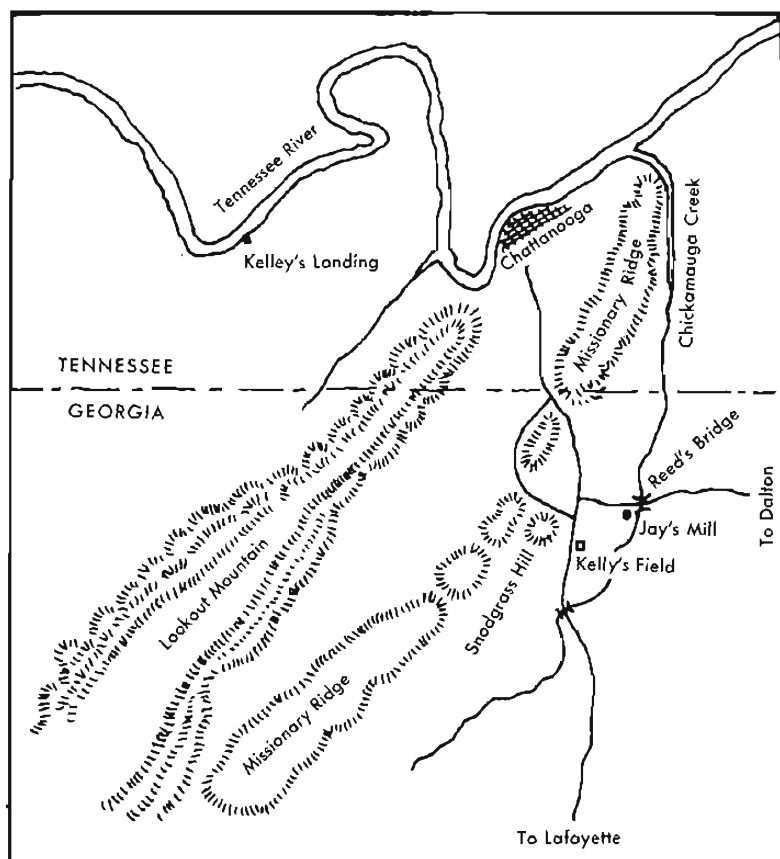 Tennessee River
Kelley's Landing
Chattanooga
Missionary Ridge
Chickamauga Creek
TENNESSEE
GEORGIA
Reed's Bridge
To Dalton
Jay's Mill
Kelly's Field
Snodgrass Hill
Lookout Mountain
Missionary Ridge
To Lafayette